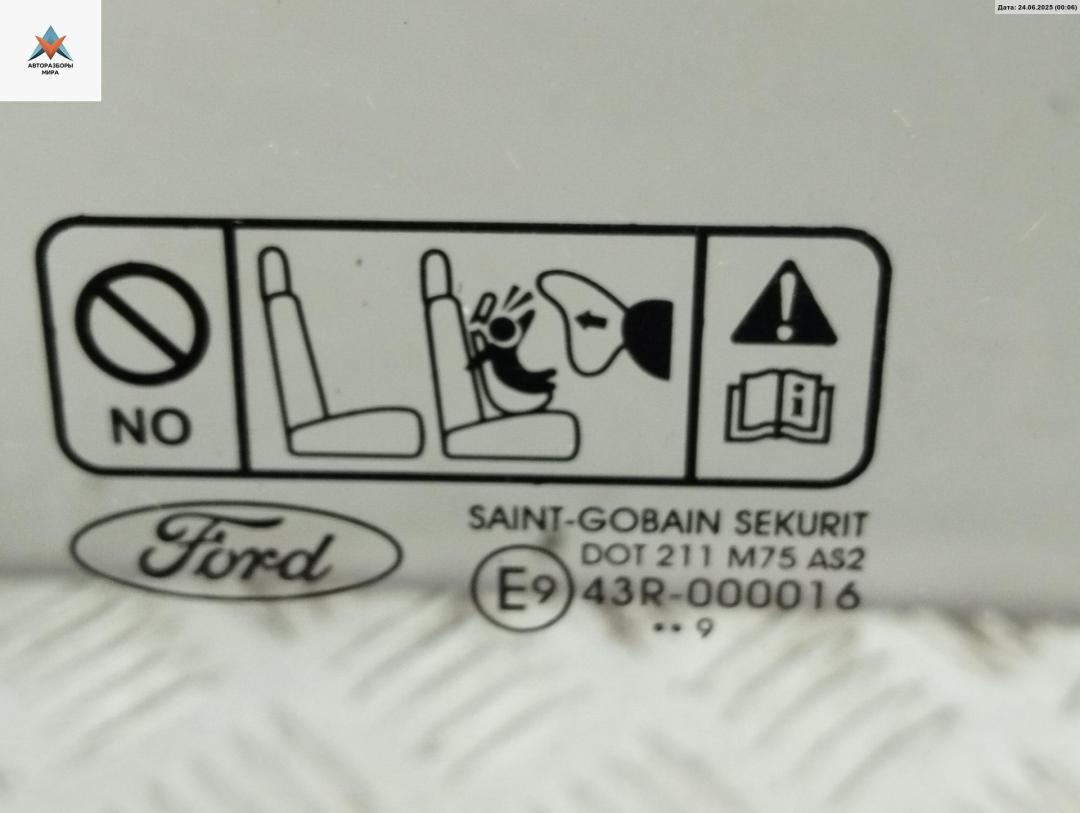 АВТОРАЗБОРЫ
МИРА
Дата: 24.06.2025 (00:06)
NO
i
Ford
SAINT-GOBAIN SEKURIT
DOT 211 M75 AS2
E9 43R-000016
•• 9